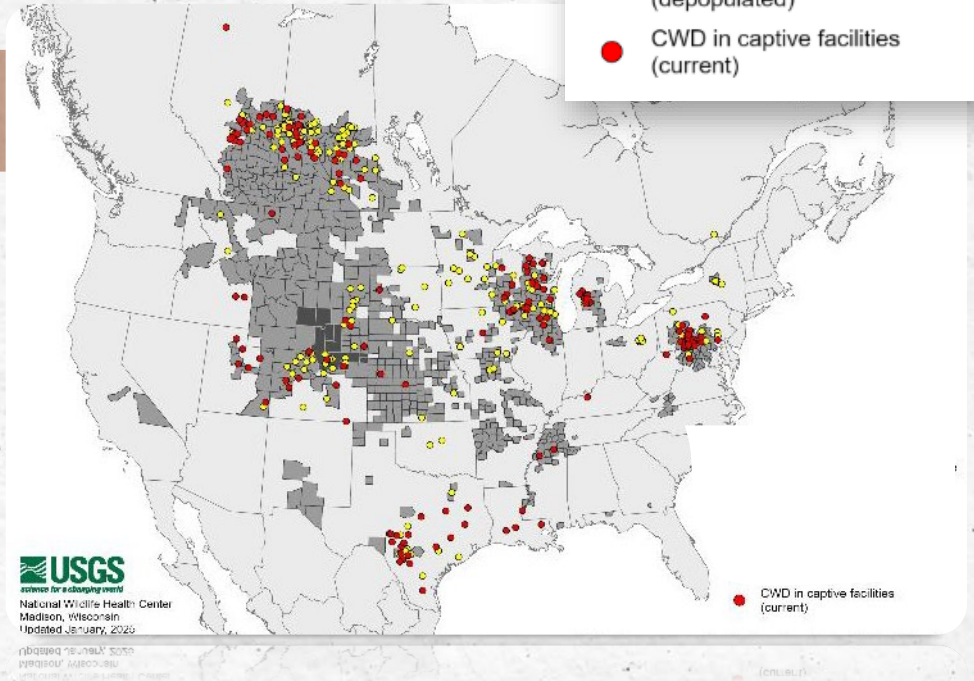 (depopulated)
CWD in captive facilities
(current)
USGS
science for a changing world
National Wildlife Health Center
Madison, Wisconsin
Updated January, 2025
CWD in captive facilities
(current)